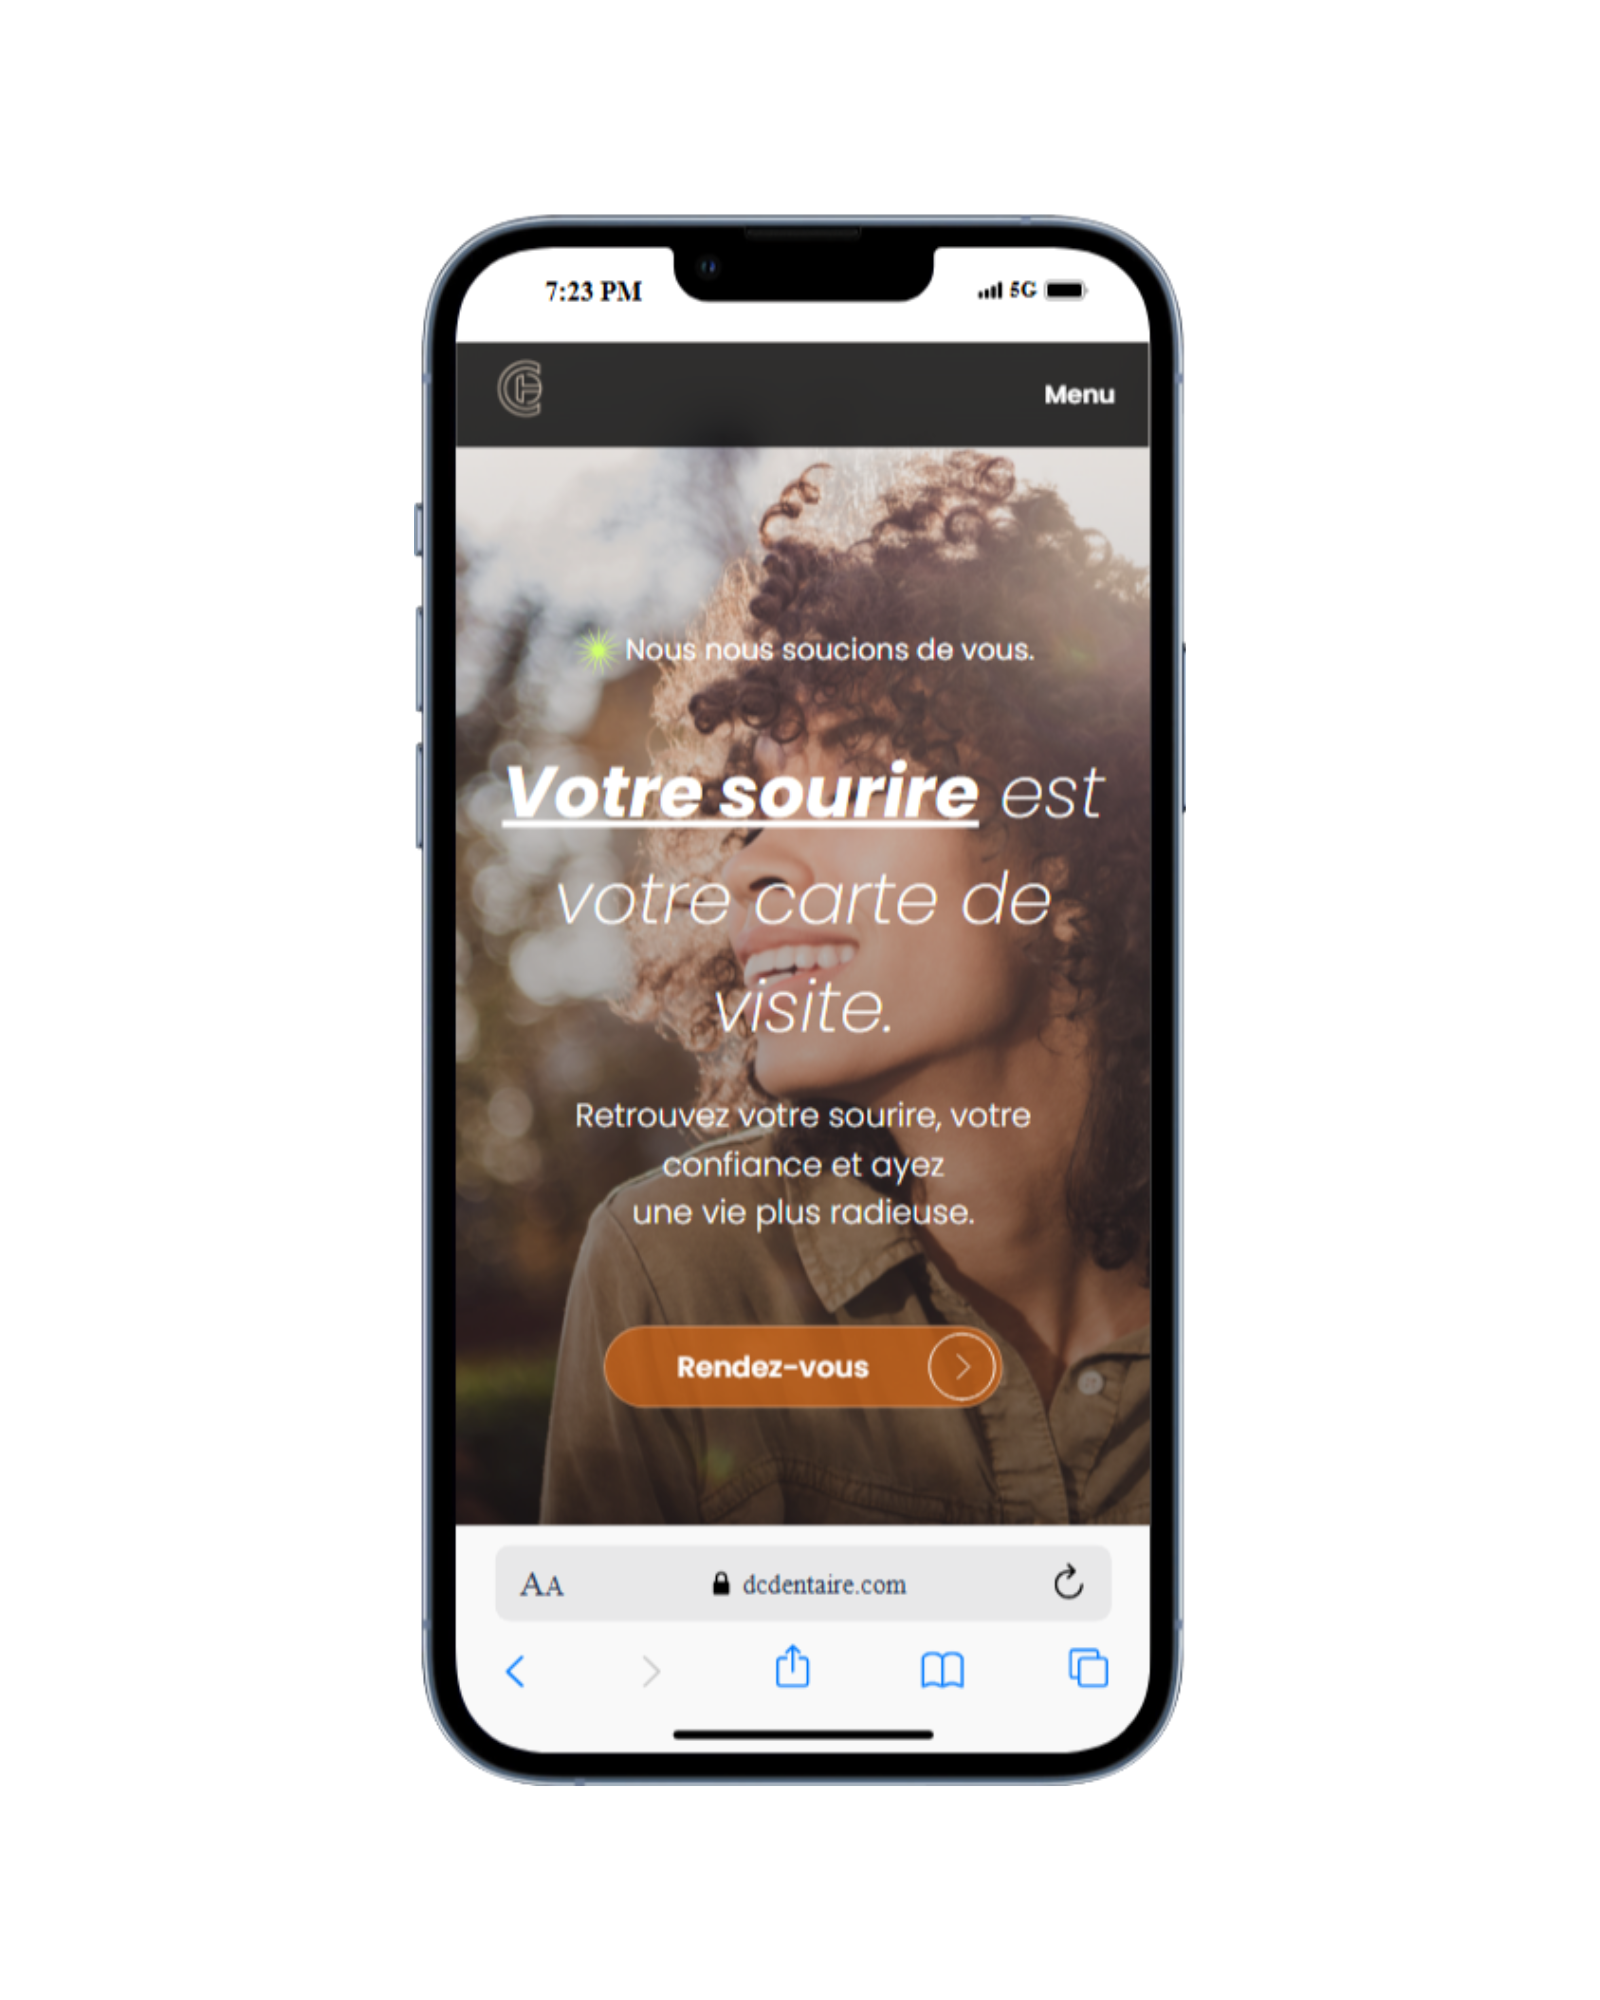 7:23 PM 5G
Menu
Nous nous soucions de vous.
Votre sourire est
votre carte de
visite.
Retrouvez votre sourire, votre
confiance et ayez
une vie plus radieuse.
Rendez-vous
AA dcdentaire.com